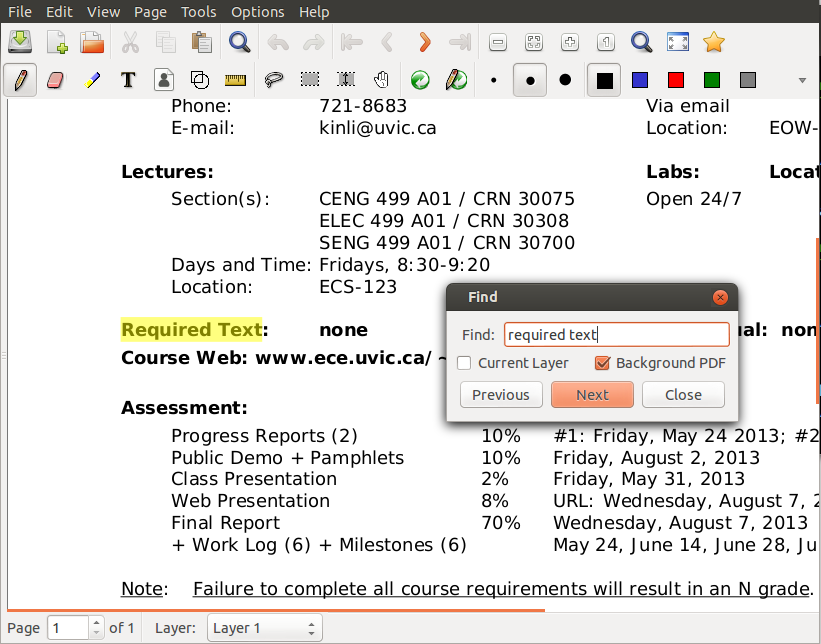 File Edit View Page Tools Options Help
T
Phone: 721-8683 Via email
E-mail: kinli@uvic.ca Location: EOW-
Lectures: Labs:
Section(s): CENG 499 A01 / CRN 30075 Open 24/7
ELEC 499 A01 / CRN 30308
SENG 499 A01 / CRN 30700
Days and Time: Fridays, 8:30-9:20
Location: ECS-123
Find
Required Text: none
Find: required text
Course Web: www.ece.uvic.ca/ ~
Current Layer Background PDF
Previous Next Close
Assessment:
Progress Reports (2) 10% #1: Friday, May 24 2013; #2
Public Demo + Pamphlets 10% Friday, August 2, 2013
Class Presentation 2% Friday, May 31, 2013
Web Presentation 8% URL: Wednesday, August 7, 2
Final Report 70% Wednesday, August 7, 2013
+ Work Log (6) + Milestones (6) May 24, June 14, June 28, Ju
Note: Failure to complete all course requirements will result in an N grade.
Page 1 of 1 Layer: Layer 1